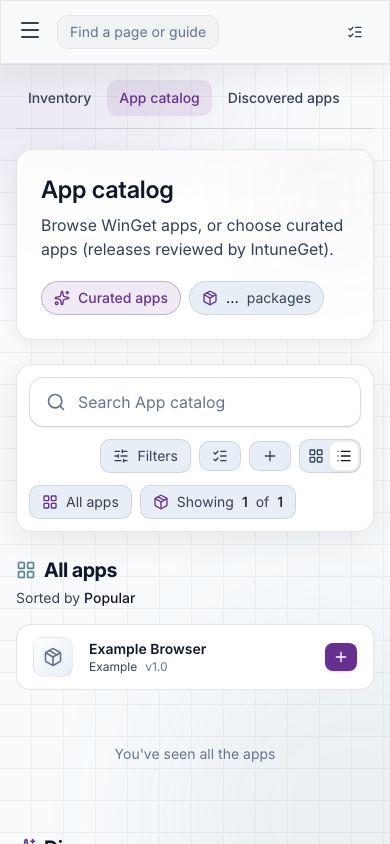 Find a page or guide
Inventory App catalog Discovered apps
App catalog
Browse WinGet apps, or choose curated
apps (releases reviewed by IntuneGet).
Curated apps ... packages
Search App catalog
Filters
All apps Showing 1 of 1
All apps
Sorted by Popular
Example Browser
Example v1.0
You've seen all the apps